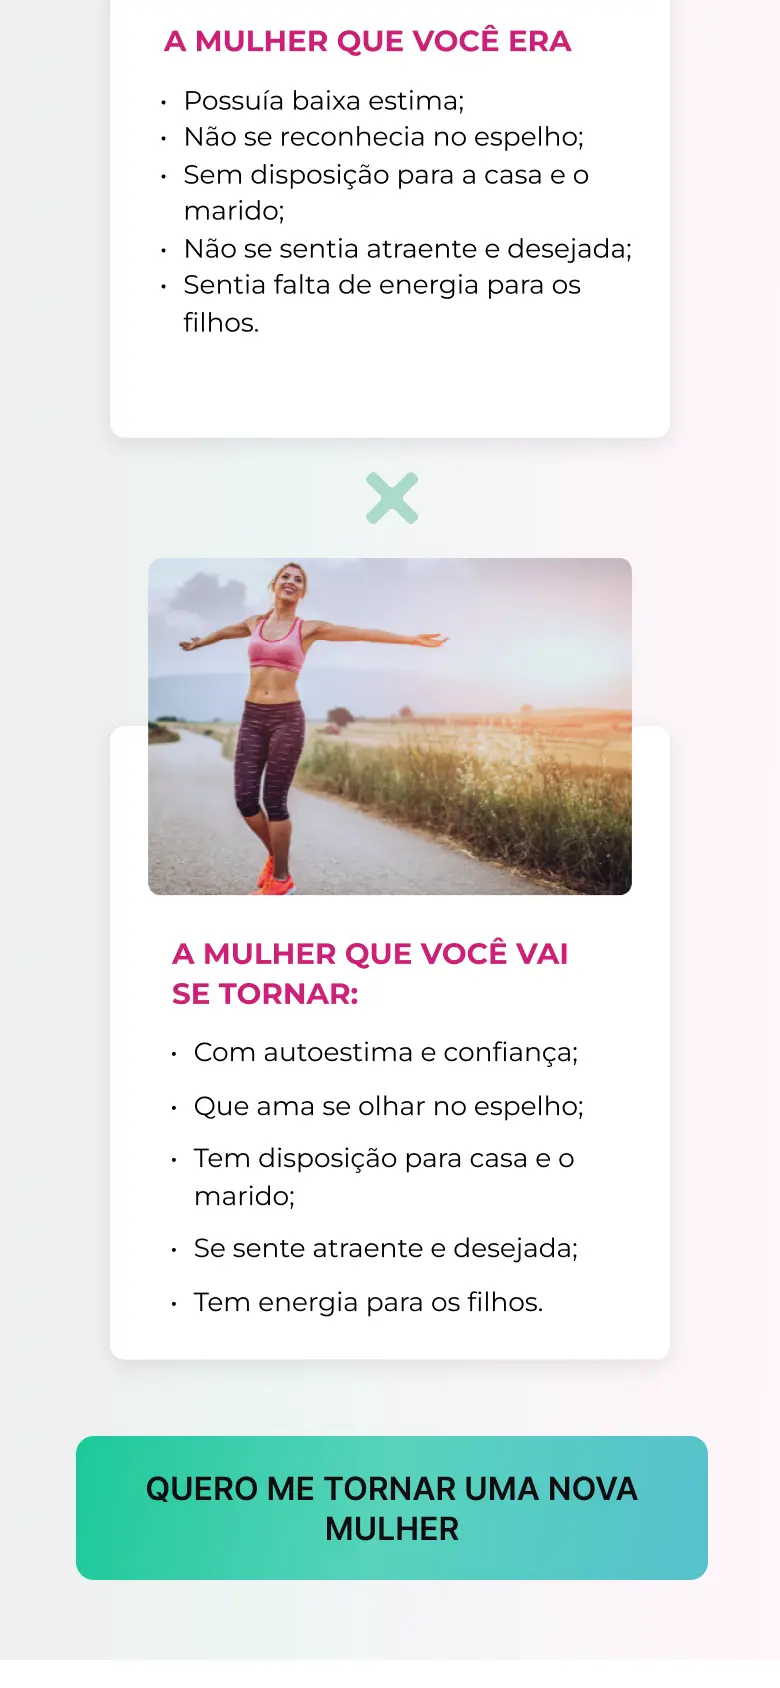 A MULHER QUE VOCÊ ERA
• Possuía baixa estima;
• Não se reconhecia no espelho;
• Sem disposição para a casa e o
marido;
• Não se sentia atraente e desejada;
• Sentia falta de energia para os
filhos.
A MULHER QUE VOCÊ VAI
SE TORNAR:
• Com autoestima e confiança;
• Que ama se olhar no espelho;
• Tem disposição para casa e o
marido;
• Se sente atraente e desejada;
• Tem energia para os filhos.
QUERO ME TORNAR UMA NOVA
MULHER